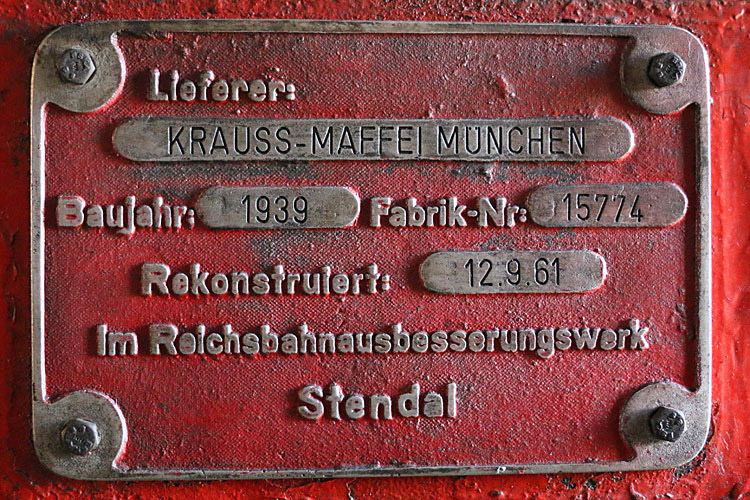 Lieferer:
KRAUSS-MAFFEI MÜNCHEN
Baujahr: 1939 Fabrik-Nr: 15774
Rekonstruiert: 12.9.61
Im Reichsbahnausbesserungswerk
Stendal